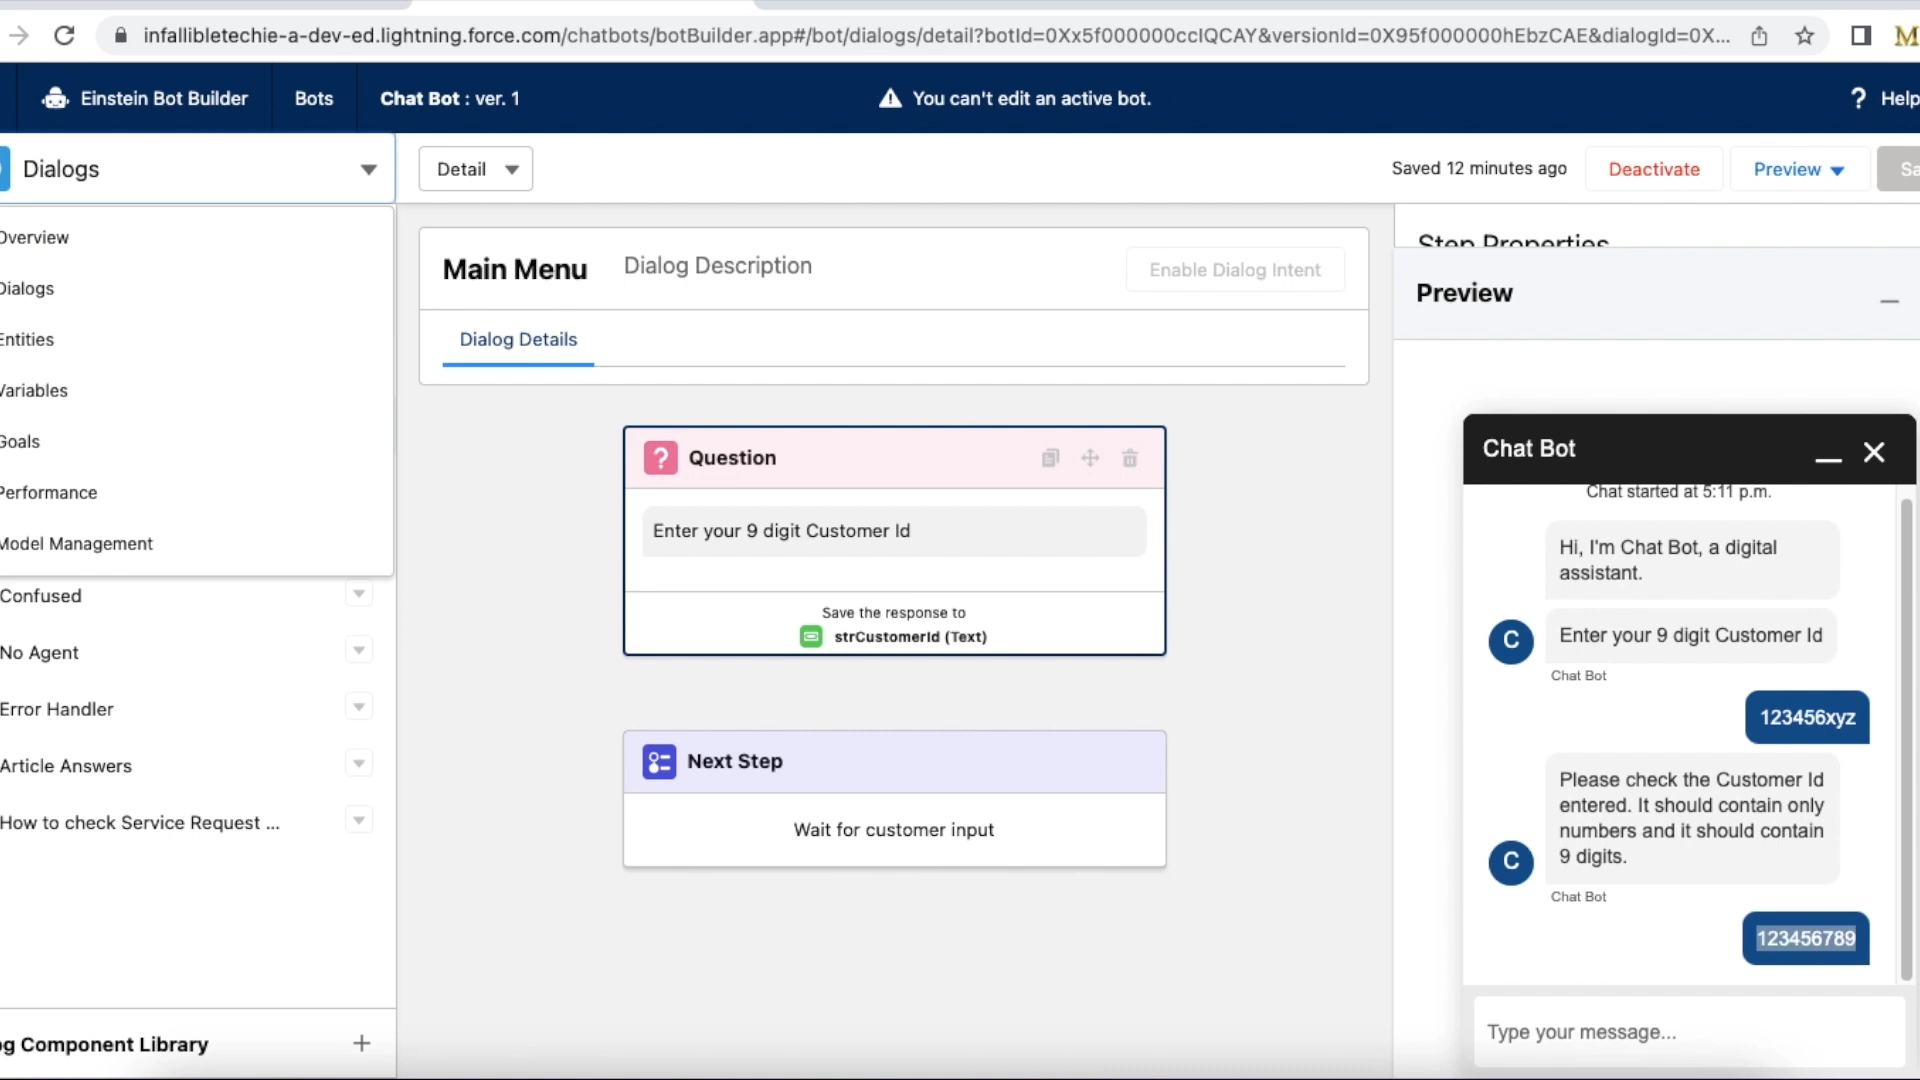 infallibletechie-a-dev-ed.lightning.force.com/chatbots/botBuilder.app#/bot/dialogs/detail?botId=0Xx5f000000ccIQCAY&versionId=0X95f000000hEbzCAE&dialogId=0X...
Einstein Bot Builder
Bots
Chat Bot : ver. 1
You can't edit an active bot.
? Help
Dialogs
Detail
Saved 12 minutes ago
Deactivate
Preview
Sa
Overview
Dialogs
Entities
Variables
Goals
Performance
Model Management
Confused
No Agent
Error Handler
Article Answers
How to check Service Request ...
og Component Library
Main Menu
Dialog Description
Enable Dialog Intent
Dialog Details
? Question
Enter your 9 digit Customer Id
Save the response to
strCustomerId (Text)
Next Step
Wait for customer input
Step Properties
Preview
Chat Bot
Chat started at 5:11 p.m.
Hi, I'm Chat Bot, a digital
assistant.
C
Enter your 9 digit Customer Id
Chat Bot
123456xyz
Please check the Customer Id
entered. It should contain only
numbers and it should contain
9 digits.
C
Chat Bot
123456789
Type your message...